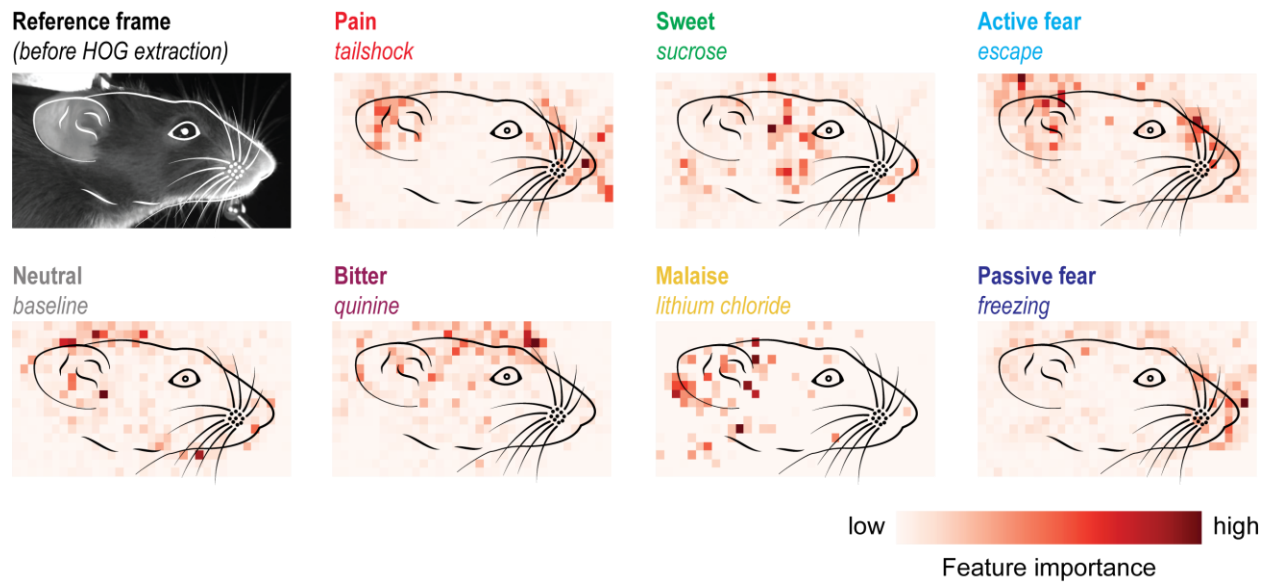 Reference frame
(before HOG extraction)
Pain
tailshock
Sweet
sucrose
Active fear
escape
Neutral
baseline
Bitter
quinine
Malaise
lithium chloride
Passive fear
freezing
low
high
Feature importance